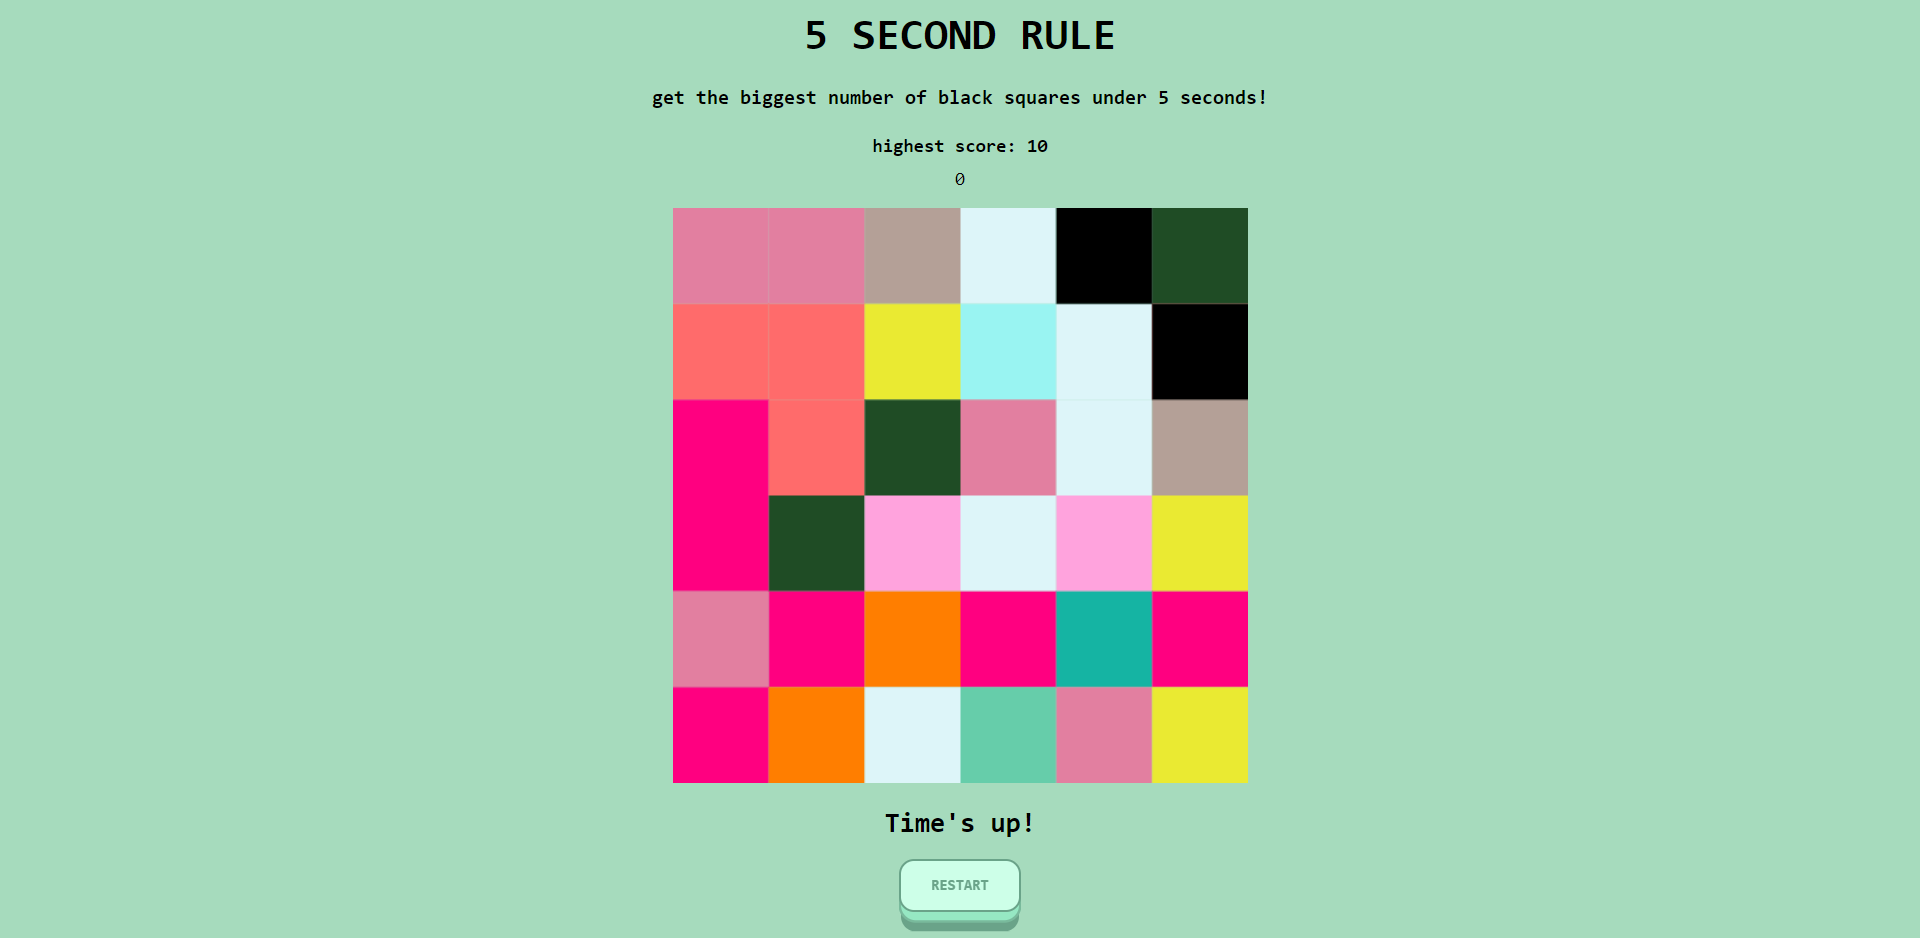 5 SECOND RULE
get the biggest number of black squares under 5 seconds!
highest score: 10
0
Time's up!
RESTART